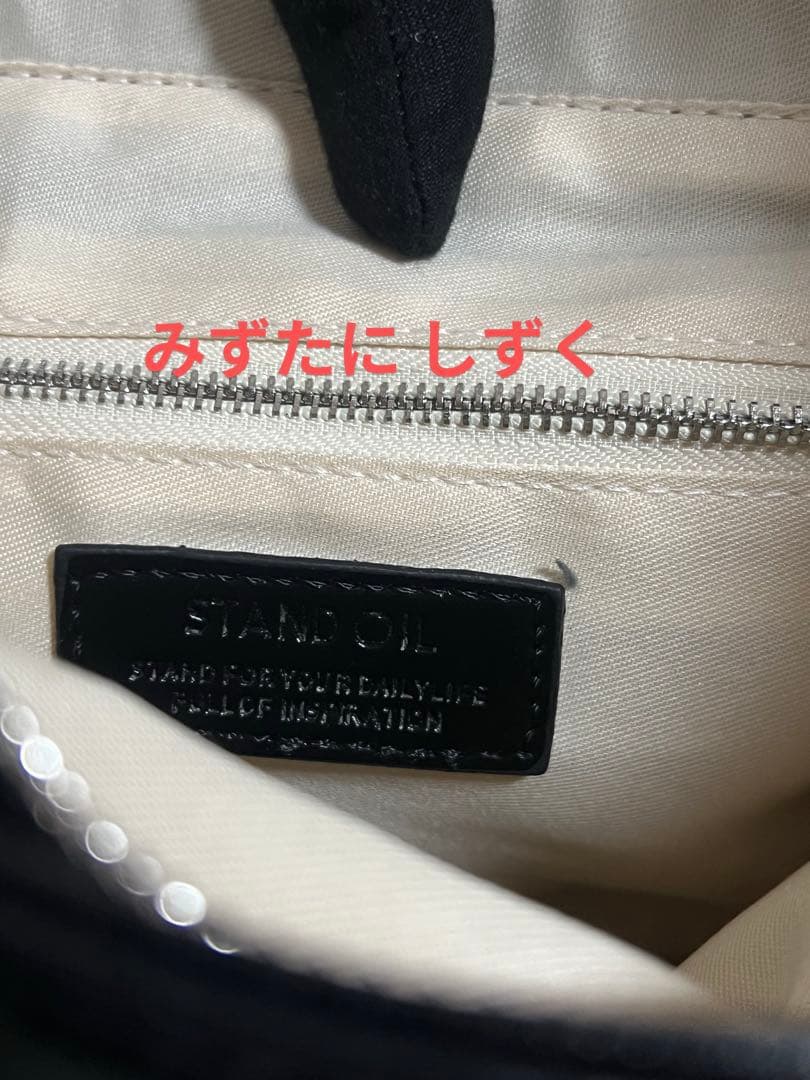 みずたに しずく
STAND OIL
STAND FOR YOUR DAILY LIFE
FULL OF INSPIRATION